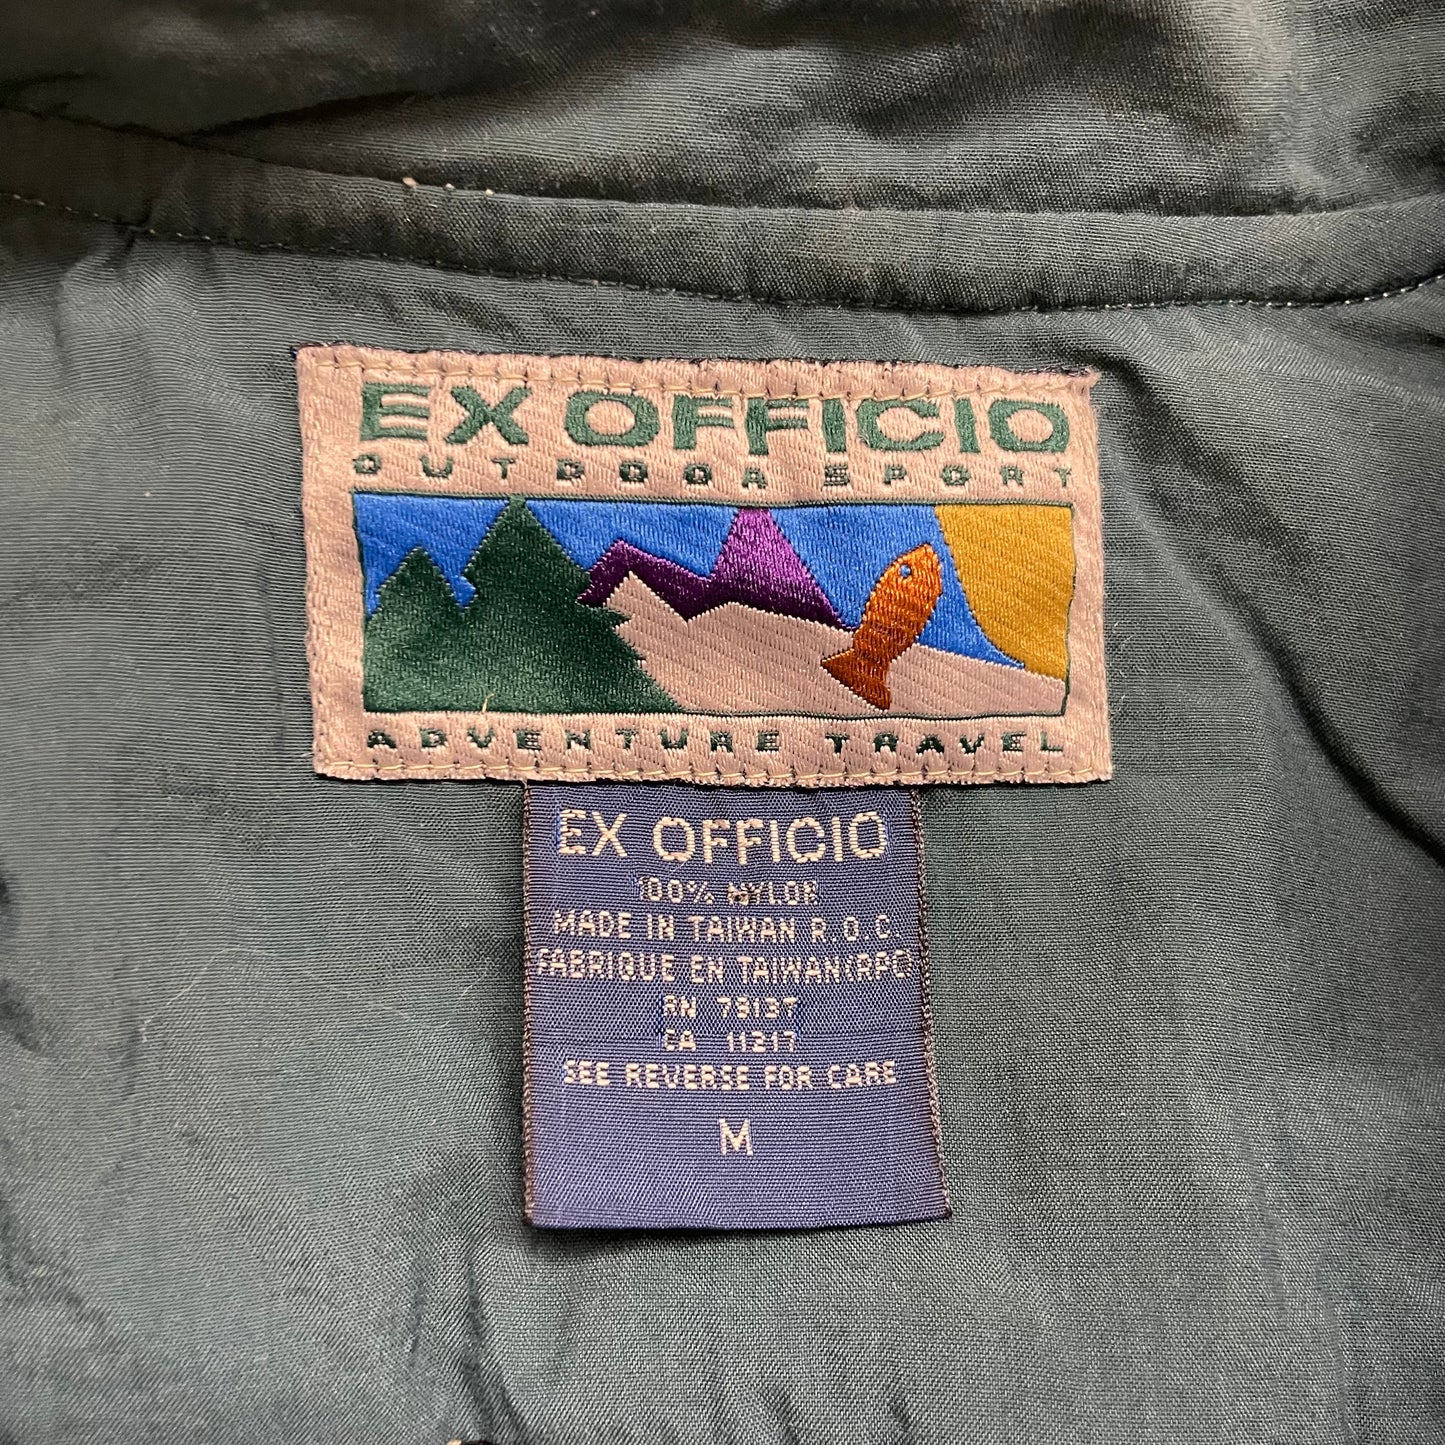 EX OFFICIO
OUTDOOR SPORT
ADVENTURE TRAVEL
EX OFFICIO
100% NYLON
MADE IN TAIWAN R.O.C.
FABRIQUE EN TAIWAN(RPC)
RN
CA 11217
SEE REVERSE FOR CARE
M